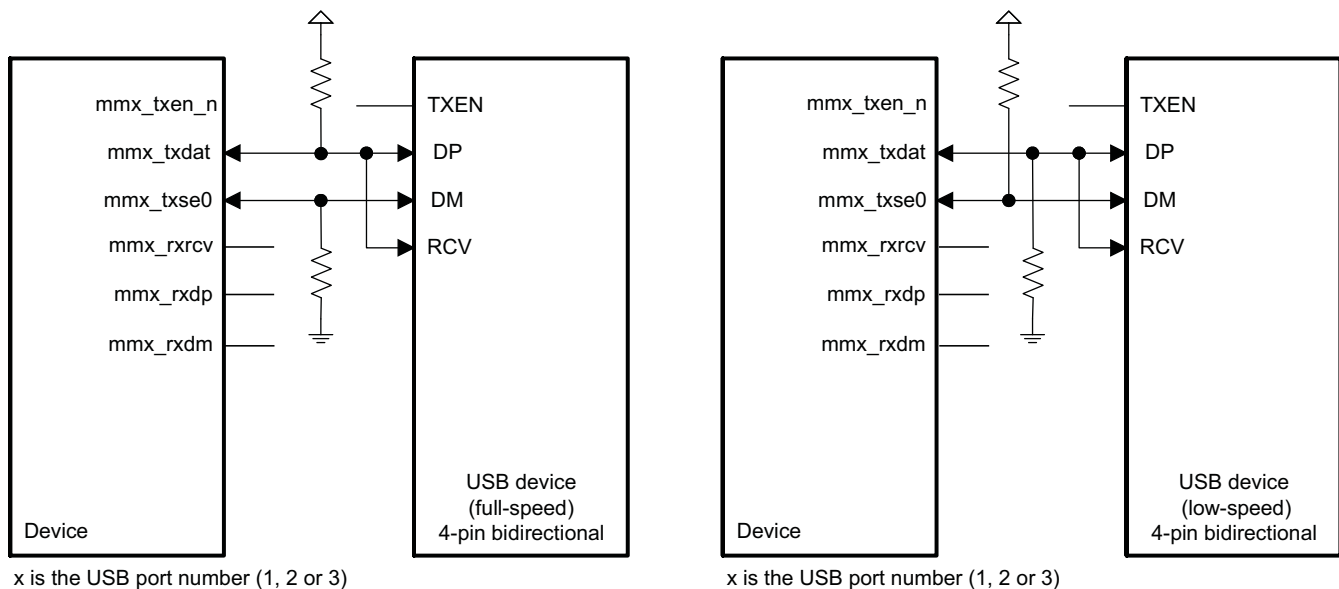 mmx_txen_n
mmx_txdat
mmx_txse0
mmx_rxrcv
mmx_rxdp
mmx_rxdm
Device
TXEN
DP
DM
RCV
USB device
(full-speed)
4-pin bidirectional
x is the USB port number (1, 2 or 3)
mmx_txen_n
mmx_txdat
mmx_txse0
mmx_rxrcv
mmx_rxdp
mmx_rxdm
Device
TXEN
DP
DM
RCV
USB device
(low-speed)
4-pin bidirectional
x is the USB port number (1, 2 or 3)